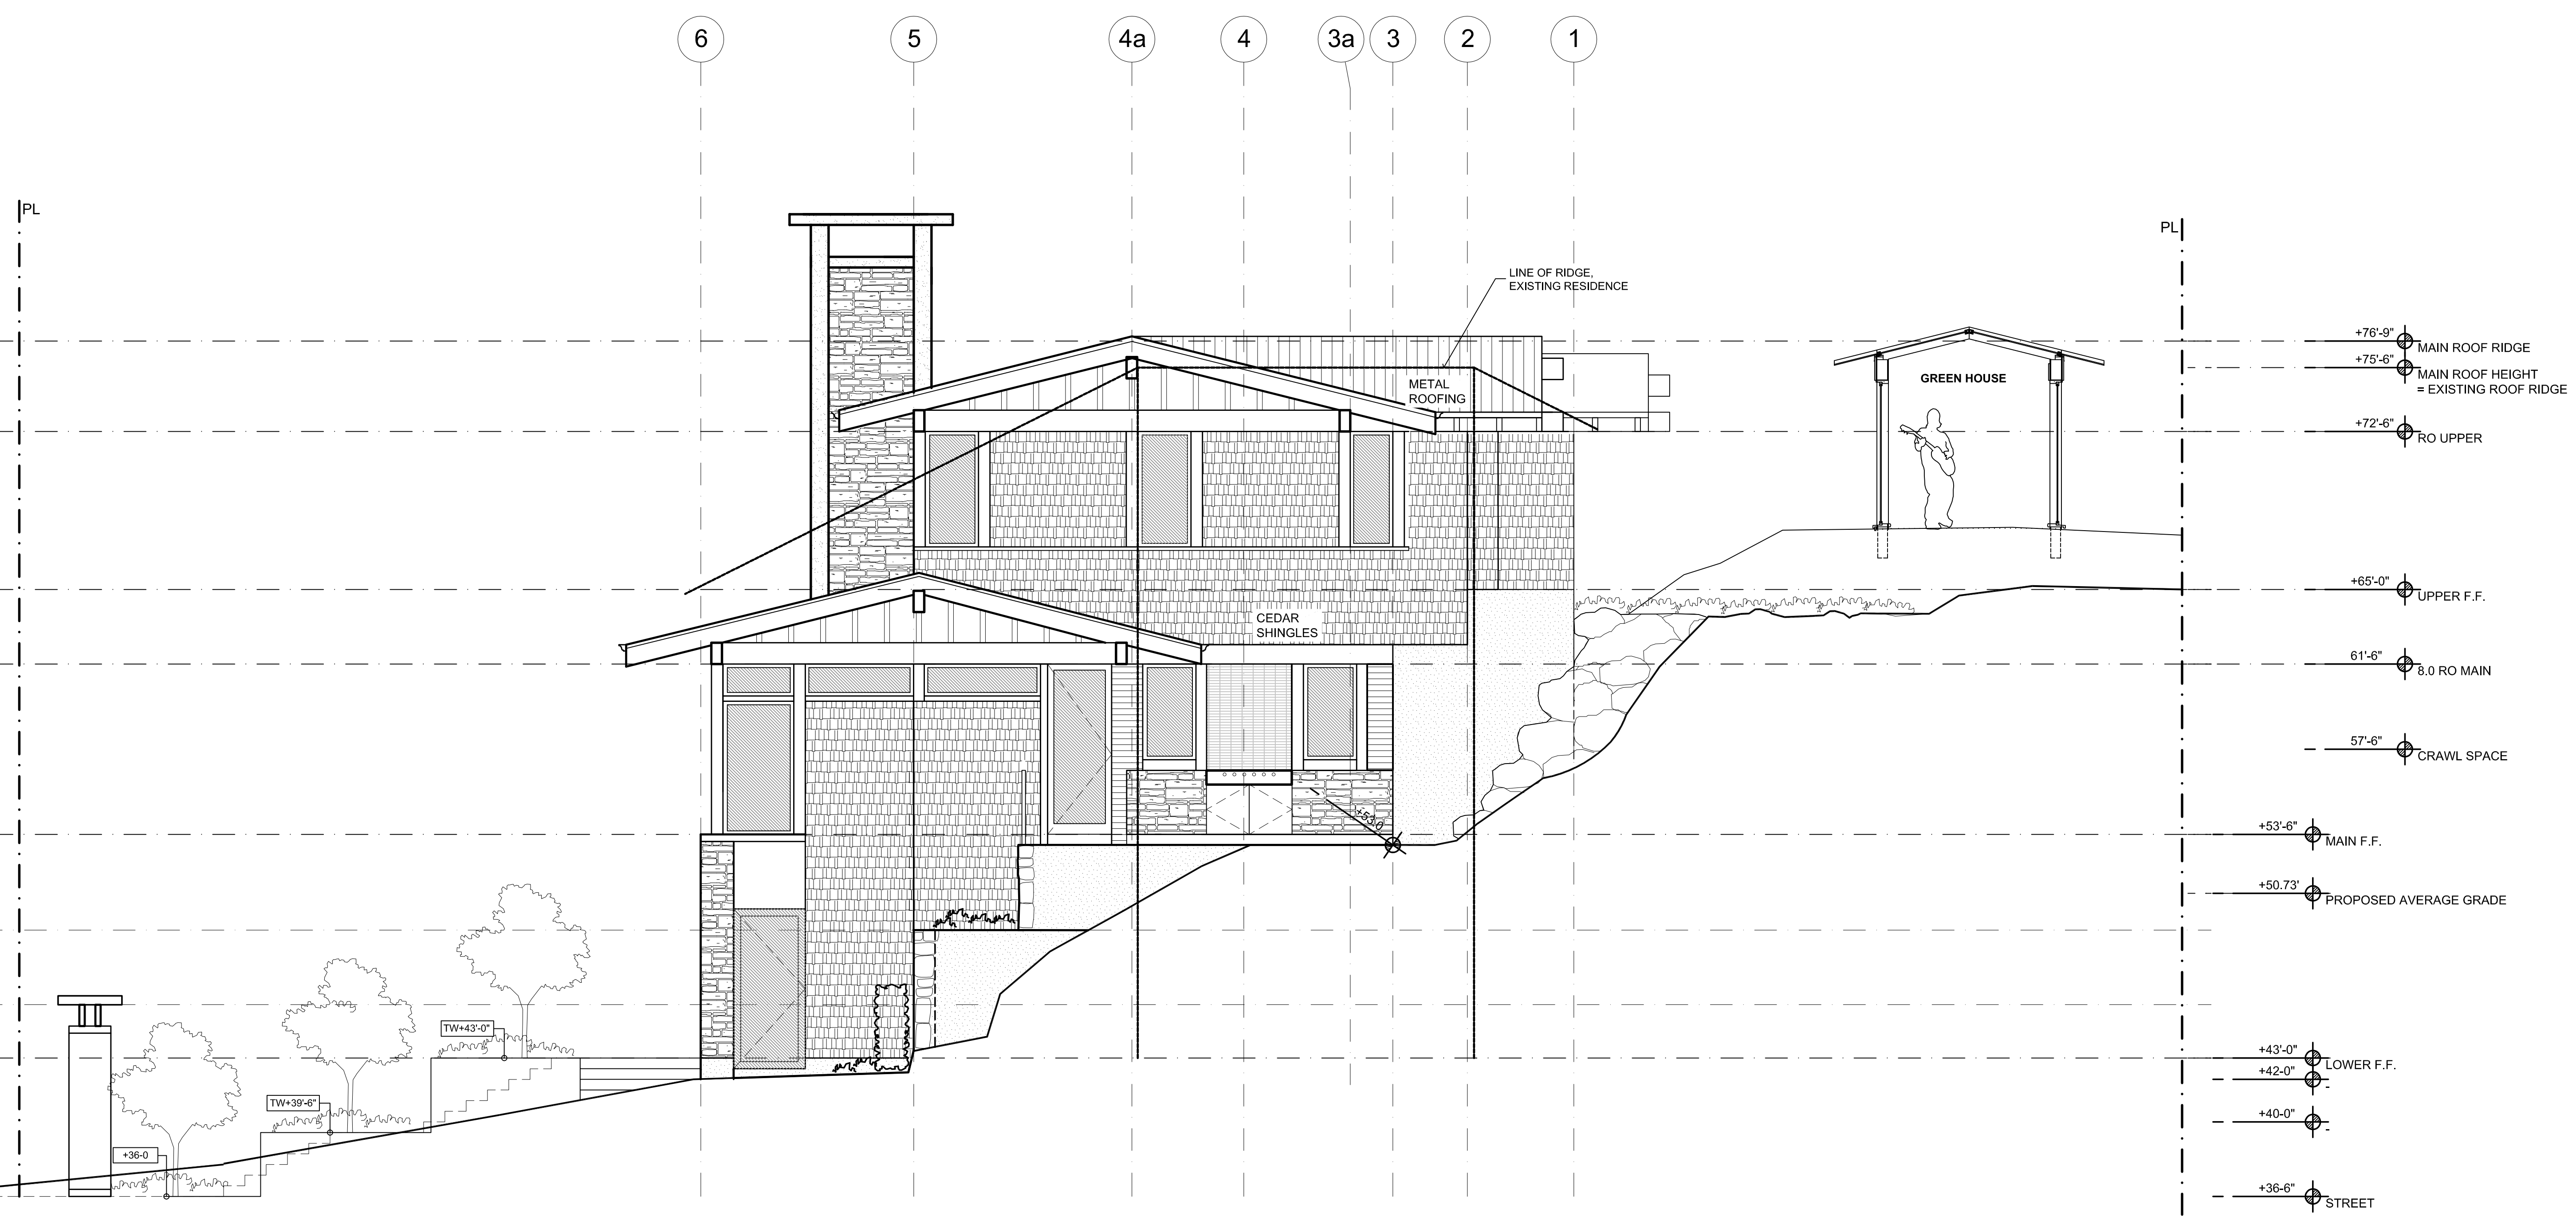 6 5 4a 4 3a 3 2 1
PL
PL
LINE OF RIDGE,
EXISTING RESIDENCE
METAL
ROOFING
GREEN HOUSE
CEDAR
SHINGLES
+53.0
TW+43'-0"
TW+39'-6"
+36-0
+76'-9"
MAIN ROOF RIDGE
+75'-6"
MAIN ROOF HEIGHT
= EXISTING ROOF RIDGE
+72'-6"
RO UPPER
+65'-0"
UPPER F.F.
61'-6"
8.0 RO MAIN
57'-6"
CRAWL SPACE
+53'-6"
MAIN F.F.
+50.73'
PROPOSED AVERAGE GRADE
+43'-0"
LOWER F.F.
+42-0"
-
+40-0"
-
+36-6"
STREET